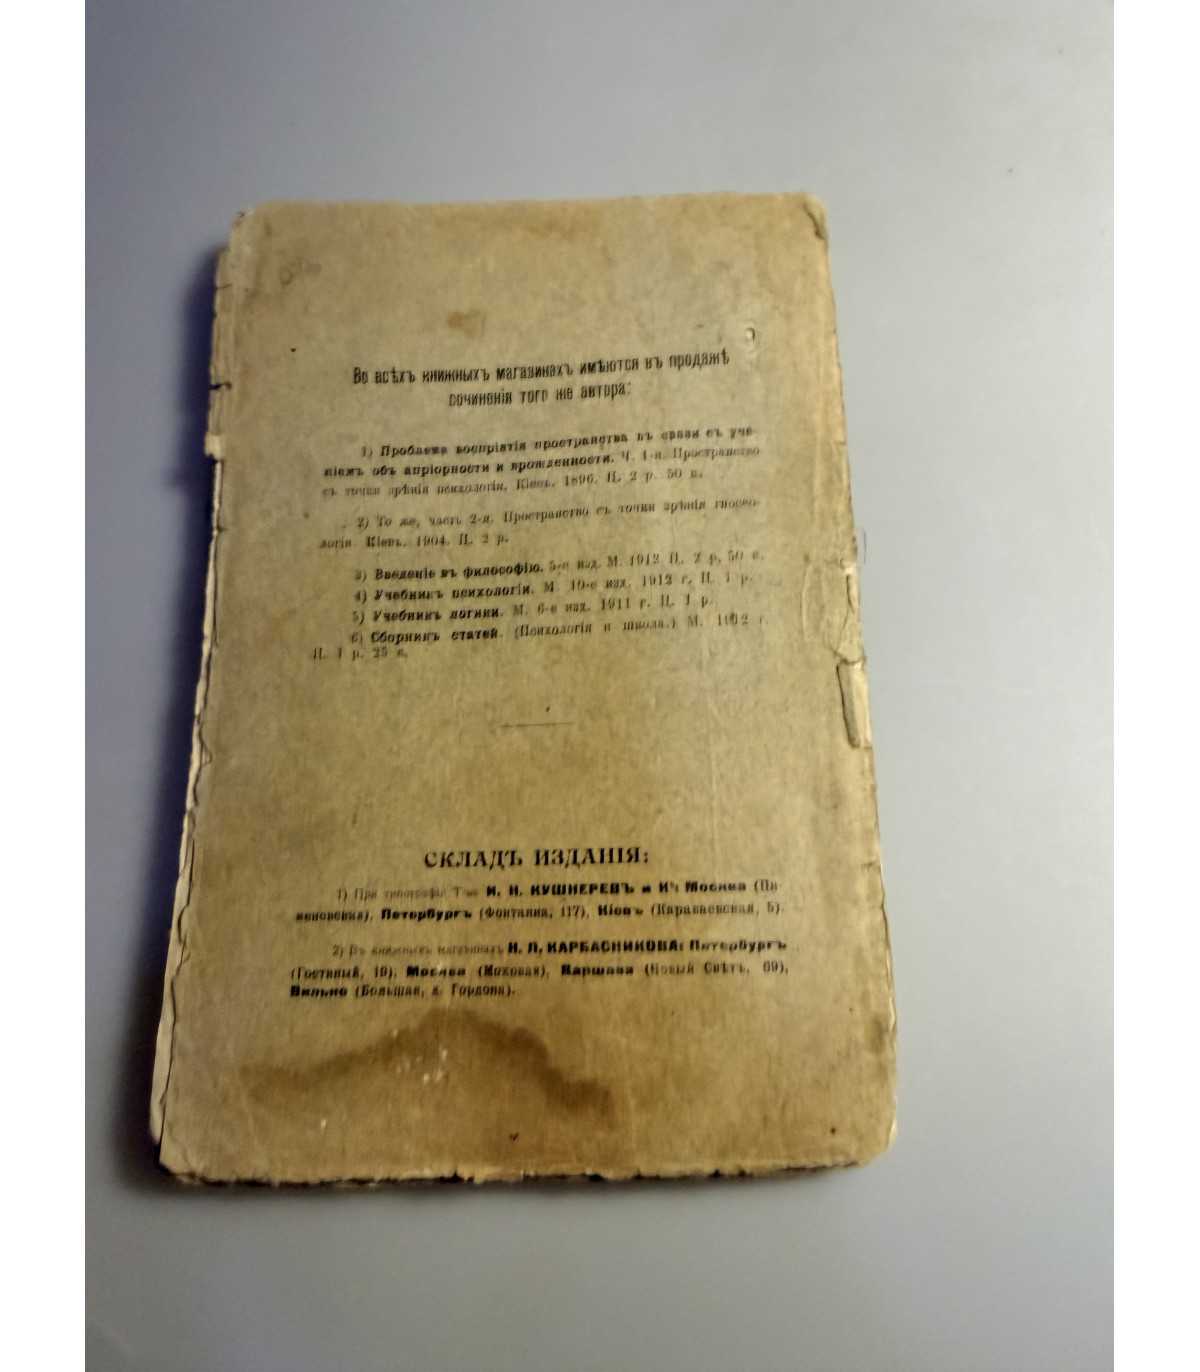 Во всѣхъ книжныхъ магазинахъ имѣются въ продажѣ
сочиненія того же автора:
1) Проблема воспріятія пространства въ связи съ уче-
ніемъ объ апріорности и врожденности. Ч. 1-я. Пространство
съ точки зрѣнія психологіи. Кіевъ. 1896. Ц. 2 р. 50 к.
2) То же, часть 2-я. Пространство съ точки зрѣнія гносео-
логіи. Кіевъ. 1904. Ц. 2 р.
3) Введеніе въ философію. 5-е изд. М. 1912 Ц. 2 р. 50 к.
4) Учебникъ психологіи. М. 10-е изд. 1912 г. Ц. 1 р.
5) Учебникъ логики. М. 6-е изд. 1911 г. Ц. 1 р.
6) Сборникъ статей. (Психологія и школа.) М. 1912 г.
Ц. 1 р. 25 к.
СКЛАДЪ ИЗДАНІЯ:
1) При типографіи Т-ва И. Н. КУШНЕРЕВЪ и Кº Москва (Пи-
меновская), Петербургъ (Фонтанка, 117), Кіевъ (Караваевская, 5).
2) Въ книжныхъ магазинахъ Н. П. КАРБАСНИКОВА: Петербургъ
(Гостиный, 19), Москва (Моховая), Варшава (Новый Свѣтъ, 69),
Вильно (Большая, д. Гордона).